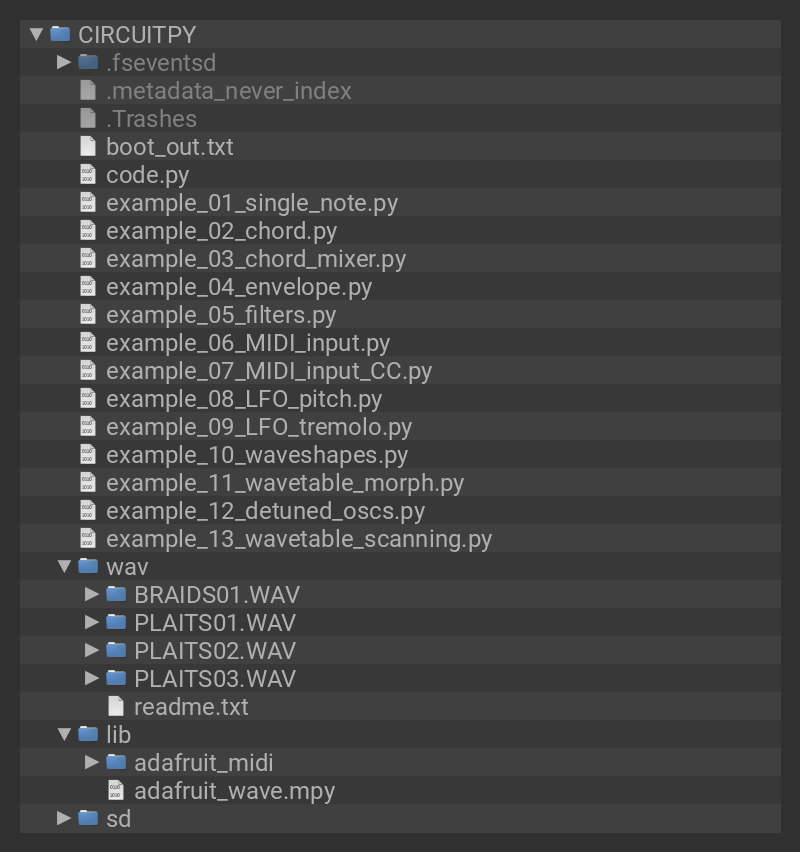 CIRCUITPY
.fseventsd
.metadata_never_index
.Trashes
boot_out.txt
code.py
example_01_single_note.py
example_02_chord.py
example_03_chord_mixer.py
example_04_envelope.py
example_05_filters.py
example_06_MIDI_input.py
example_07_MIDI_input_CC.py
example_08_LFO_pitch.py
example_09_LFO_tremolo.py
example_10_waveshapes.py
example_11_wavetable_morph.py
example_12_detuned_oscs.py
example_13_wavetable_scanning.py
wav
BRAIDS01.WAV
PLAITS01.WAV
PLAITS02.WAV
PLAITS03.WAV
readme.txt
lib
adafruit_midi
adafruit_wave.mpy
sd